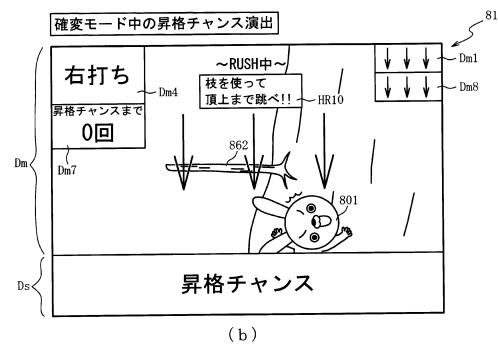 確変モード中の昇格チャンス演出
81
右打ち
～RUSH中～
枝を使って
頂上まで跳べ!!
HR10
Dm1
Dm8
Dm4
昇格チャンスまで
0回
Dm7
862
801
Dm
Ds
昇格チャンス
(b)